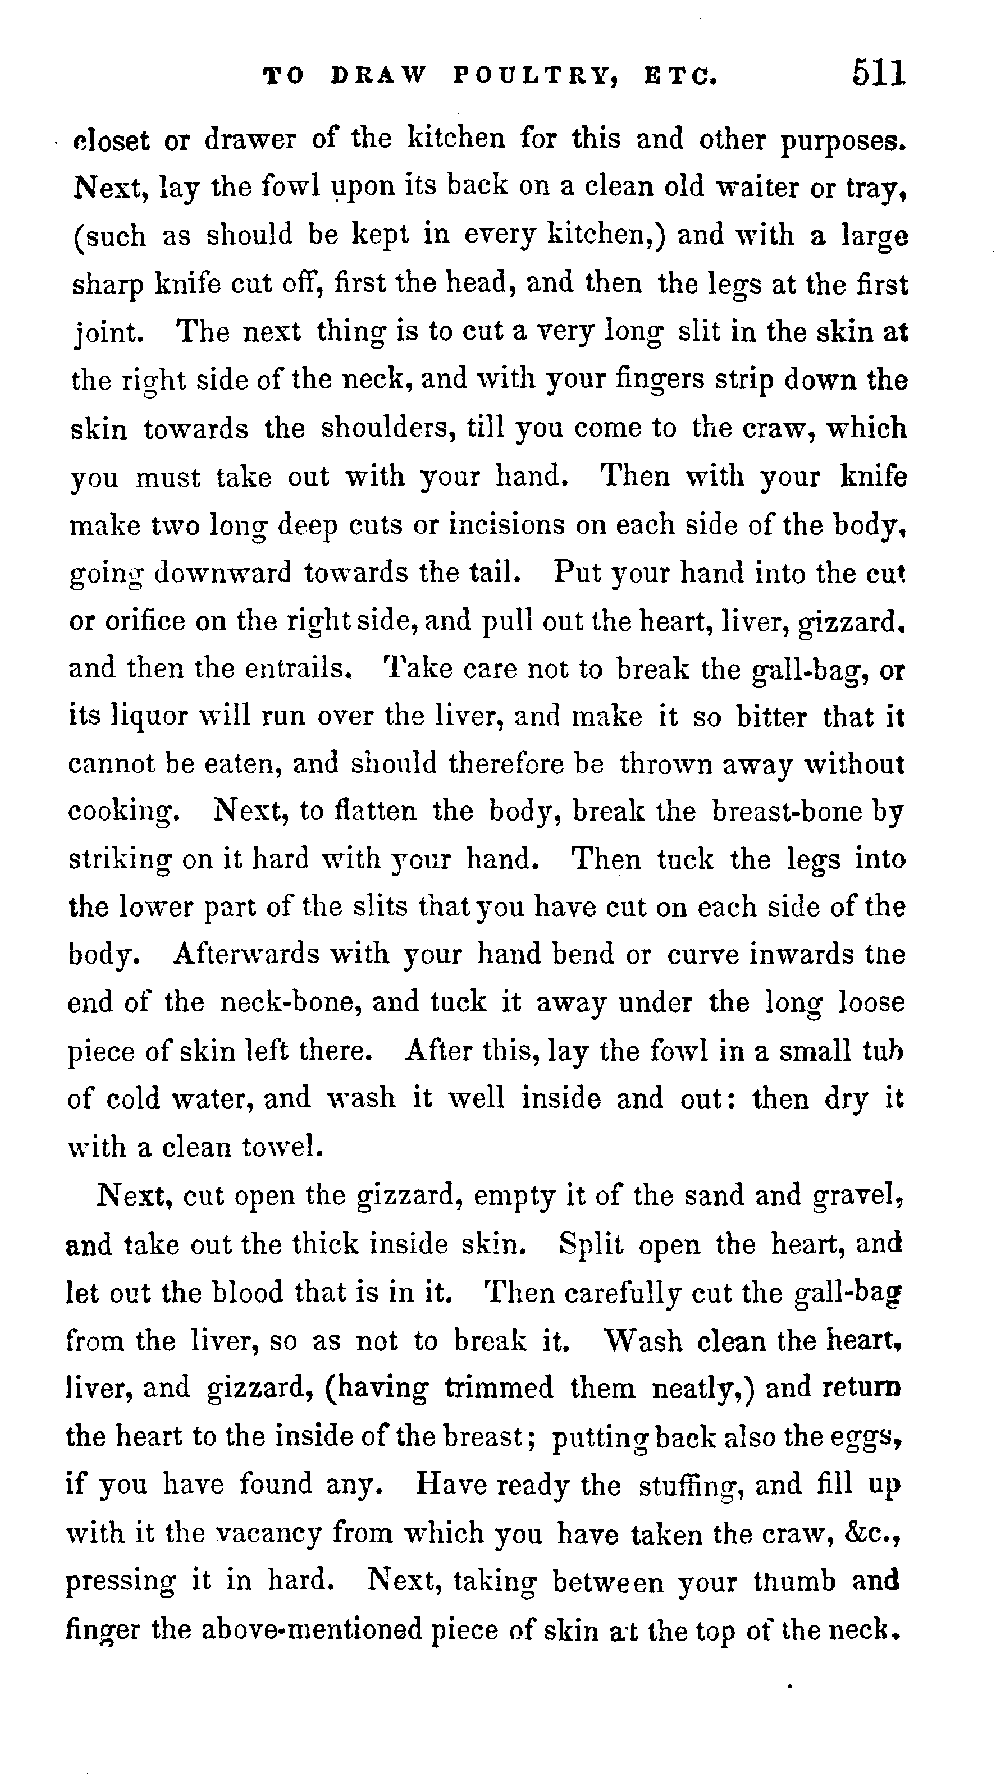 TO DRAW POULTRY, ETC. 511
closet or drawer of the kitchen for this and other purposes.
Next, lay the fowl upon its back on a clean old waiter or tray,
(such as should be kept in every kitchen,) and with a large
sharp knife cut off, first the head, and then the legs at the first
joint. The next thing is to cut a very long slit in the skin at
the right side of the neck, and with your fingers strip down the
skin towards the shoulders, till you come to the craw, which
you must take out with your hand. Then with your knife
make two long deep cuts or incisions on each side of the body,
going downward towards the tail. Put your hand into the cut
or orifice on the right side, and pull out the heart, liver, gizzard,
and then the entrails. Take care not to break the gall-bag, or
its liquor will run over the liver, and make it so bitter that it
cannot be eaten, and should therefore be thrown away without
cooking. Next, to flatten the body, break the breast-bone by
striking on it hard with your hand. Then tuck the legs into
the lower part of the slits that you have cut on each side of the
body. Afterwards with your hand bend or curve inwards the
end of the neck-bone, and tuck it away under the long loose
piece of skin left there. After this, lay the fowl in a small tub
of cold water, and wash it well inside and out: then dry it
with a clean towel.
Next, cut open the gizzard, empty it of the sand and gravel,
and take out the thick inside skin. Split open the heart, and
let out the blood that is in it. Then carefully cut the gall-bag
from the liver, so as not to break it. Wash clean the heart,
liver, and gizzard, (having trimmed them neatly,) and return
the heart to the inside of the breast; putting back also the eggs,
if you have found any. Have ready the stuffing, and fill up
with it the vacancy from which you have taken the craw, &c.,
pressing it in hard. Next, taking between your thumb and
finger the above-mentioned piece of skin at the top of the neck,